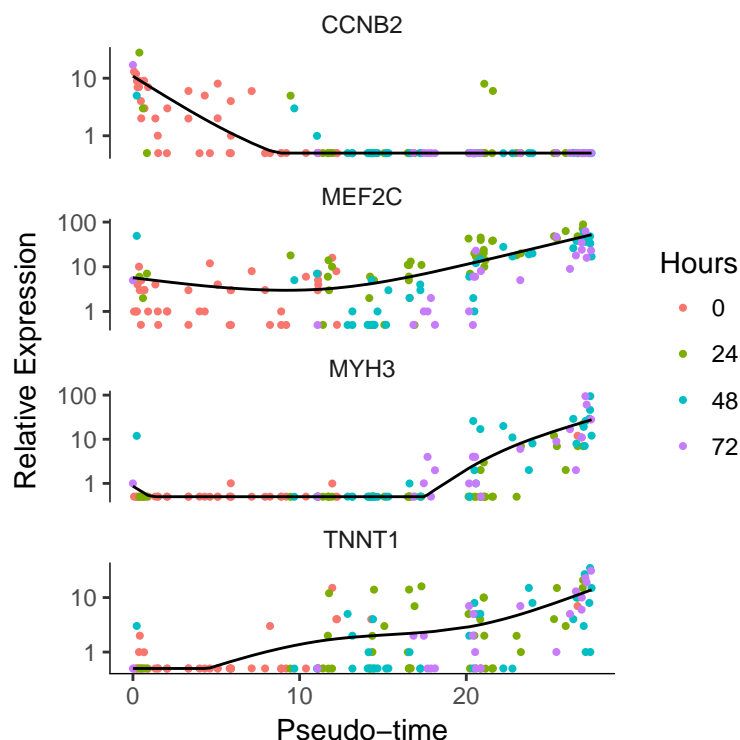 CCNB2
10
1
MEF2C
100
10
1
MYH3
100
10
1
TNNT1
10
1
0 10 20
Pseudo−time
Relative Expression
Hours
0
24
48
72